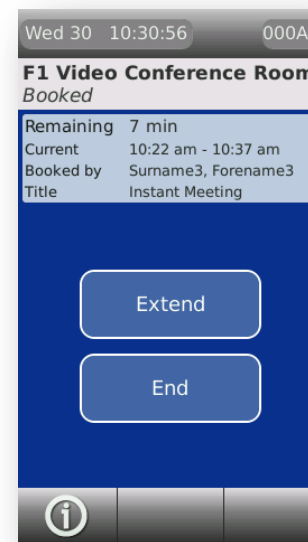 Wed 30 10:30:56 000A
F1 Video Conference Room
Booked
Remaining 7 min
Current 10:22 am - 10:37 am
Booked by Surname3, Forename3
Title Instant Meeting
Extend
End